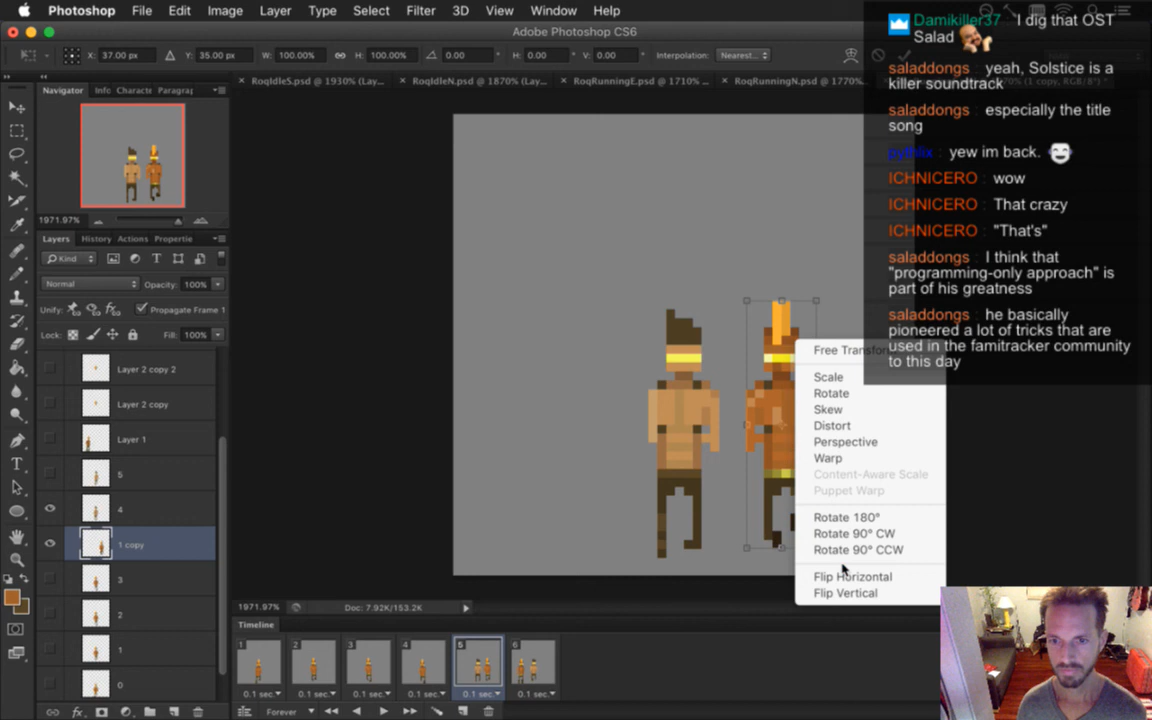 Photoshop File Edit Image Layer Type Select Filter 3D View Window Help
Adobe Photoshop CS6
X: 37.00 px Y: 35.00 px W: 100.00% H: 100.00% 0.00 H: 0.00 V: 0.00 Interpolation: Nearest...
RoqIdleS.psd @ 1930% (Lay... RoqIdleN.psd @ 1870% (Lay... RoqRunningE.psd @ 1710% ... RoqRunningN.psd @ 1770%
Navigator Info Characte Paragra
1971.97%
Layers History Actions Propertie
Kind
Normal Opacity: 100%
Unify: Propagate Frame 1
Lock: Fill: 100%
Layer 2 copy 2
Layer 2 copy
Layer 1
5
4
1 copy
3
2
1
0
Free Transform
Scale
Rotate
Skew
Distort
Perspective
Warp
Content-Aware Scale
Puppet Warp
Rotate 180°
Rotate 90° CW
Rotate 90° CCW
Flip Horizontal
Flip Vertical
1971.97% Doc: 7.92K/153.2K
Timeline
1 2 3 4 5 6
0.1 sec. 0.1 sec. 0.1 sec. 0.1 sec. 0.1 sec. 0.1 sec.
Forever
Damikiller37 : I dig that OST
Salad
saladdongs : yeah, Solstice is a
killer soundtrack
saladdongs : especially the title
song
yew im back.
ICHNICERO : wow
ICHNICERO : That crazy
ICHNICERO : "That's"
saladdongs : I think that
"programming-only approach" is
part of his greatness
saladdongs : he basically
pioneered a lot of tricks that are
used in the famitracker community
to this day